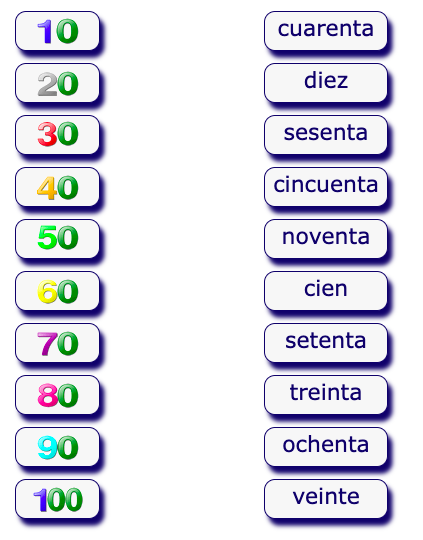 10 cuarenta
20 diez
30 sesenta
40 cincuenta
50 noventa
60 cien
70 setenta
80 treinta
90 ochenta
100 veinte